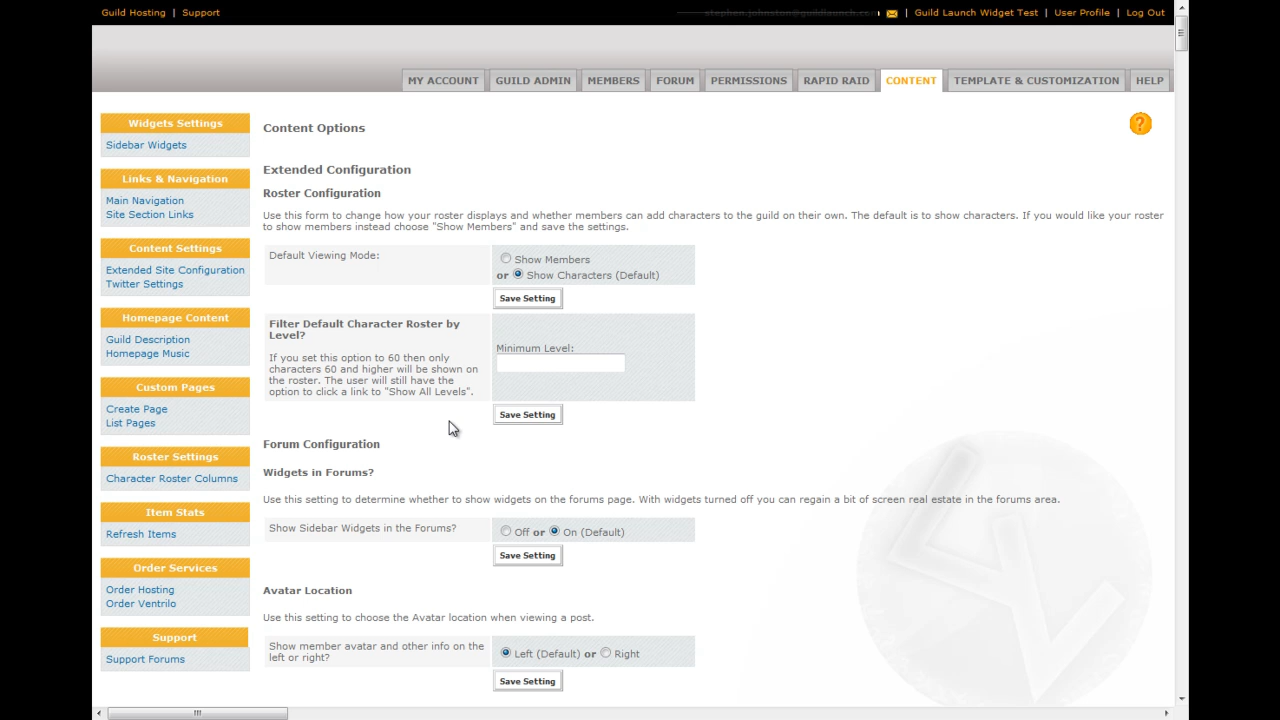 Guild Hosting | Support
| Guild Launch Widget Test | User Profile | Log Out
MY ACCOUNT GUILD ADMIN MEMBERS FORUM PERMISSIONS RAPID RAID CONTENT TEMPLATE & CUSTOMIZATION HELP
Widgets Settings
Sidebar Widgets
Links & Navigation
Main Navigation
Site Section Links
Content Settings
Extended Site Configuration
Twitter Settings
Homepage Content
Guild Description
Homepage Music
Custom Pages
Create Page
List Pages
Roster Settings
Character Roster Columns
Item Stats
Refresh Items
Order Services
Order Hosting
Order Ventrilo
Support
Support Forums
Content Options
?
Extended Configuration
Roster Configuration
Use this form to change how your roster displays and whether members can add characters to the guild on their own. The default is to show characters. If you would like your roster
to show members instead choose "Show Members" and save the settings.
Default Viewing Mode:
Show Members
or Show Characters (Default)
Save Setting
Filter Default Character Roster by
Level?
If you set this option to 60 then only
characters 60 and higher will be shown on
the roster. The user will still have the
option to click a link to "Show All Levels".
Minimum Level:
Save Setting
Forum Configuration
Widgets in Forums?
Use this setting to determine whether to show widgets on the forums page. With widgets turned off you can regain a bit of screen real estate in the forums area.
Show Sidebar Widgets in the Forums?
Off or On (Default)
Save Setting
Avatar Location
Use this setting to choose the Avatar location when viewing a post.
Show member avatar and other info on the
left or right?
Left (Default) or Right
Save Setting